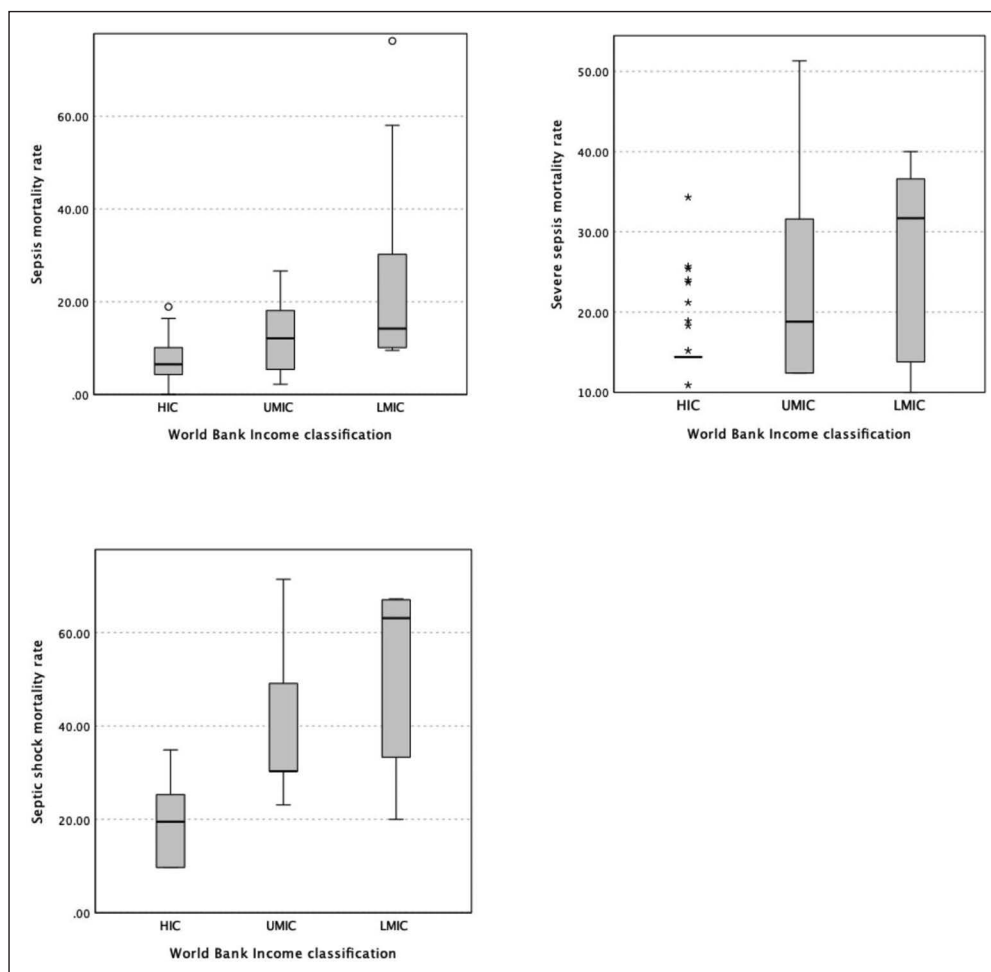 Sepsis mortality rate
60.00
40.00
20.00
.00
HIC UMIC LMIC
World Bank Income classification
Severe sepsis mortality rate
50.00
40.00
30.00
20.00
10.00
HIC UMIC LMIC
World Bank Income classification
Septic shock mortality rate
60.00
40.00
20.00
.00
HIC UMIC LMIC
World Bank Income classification